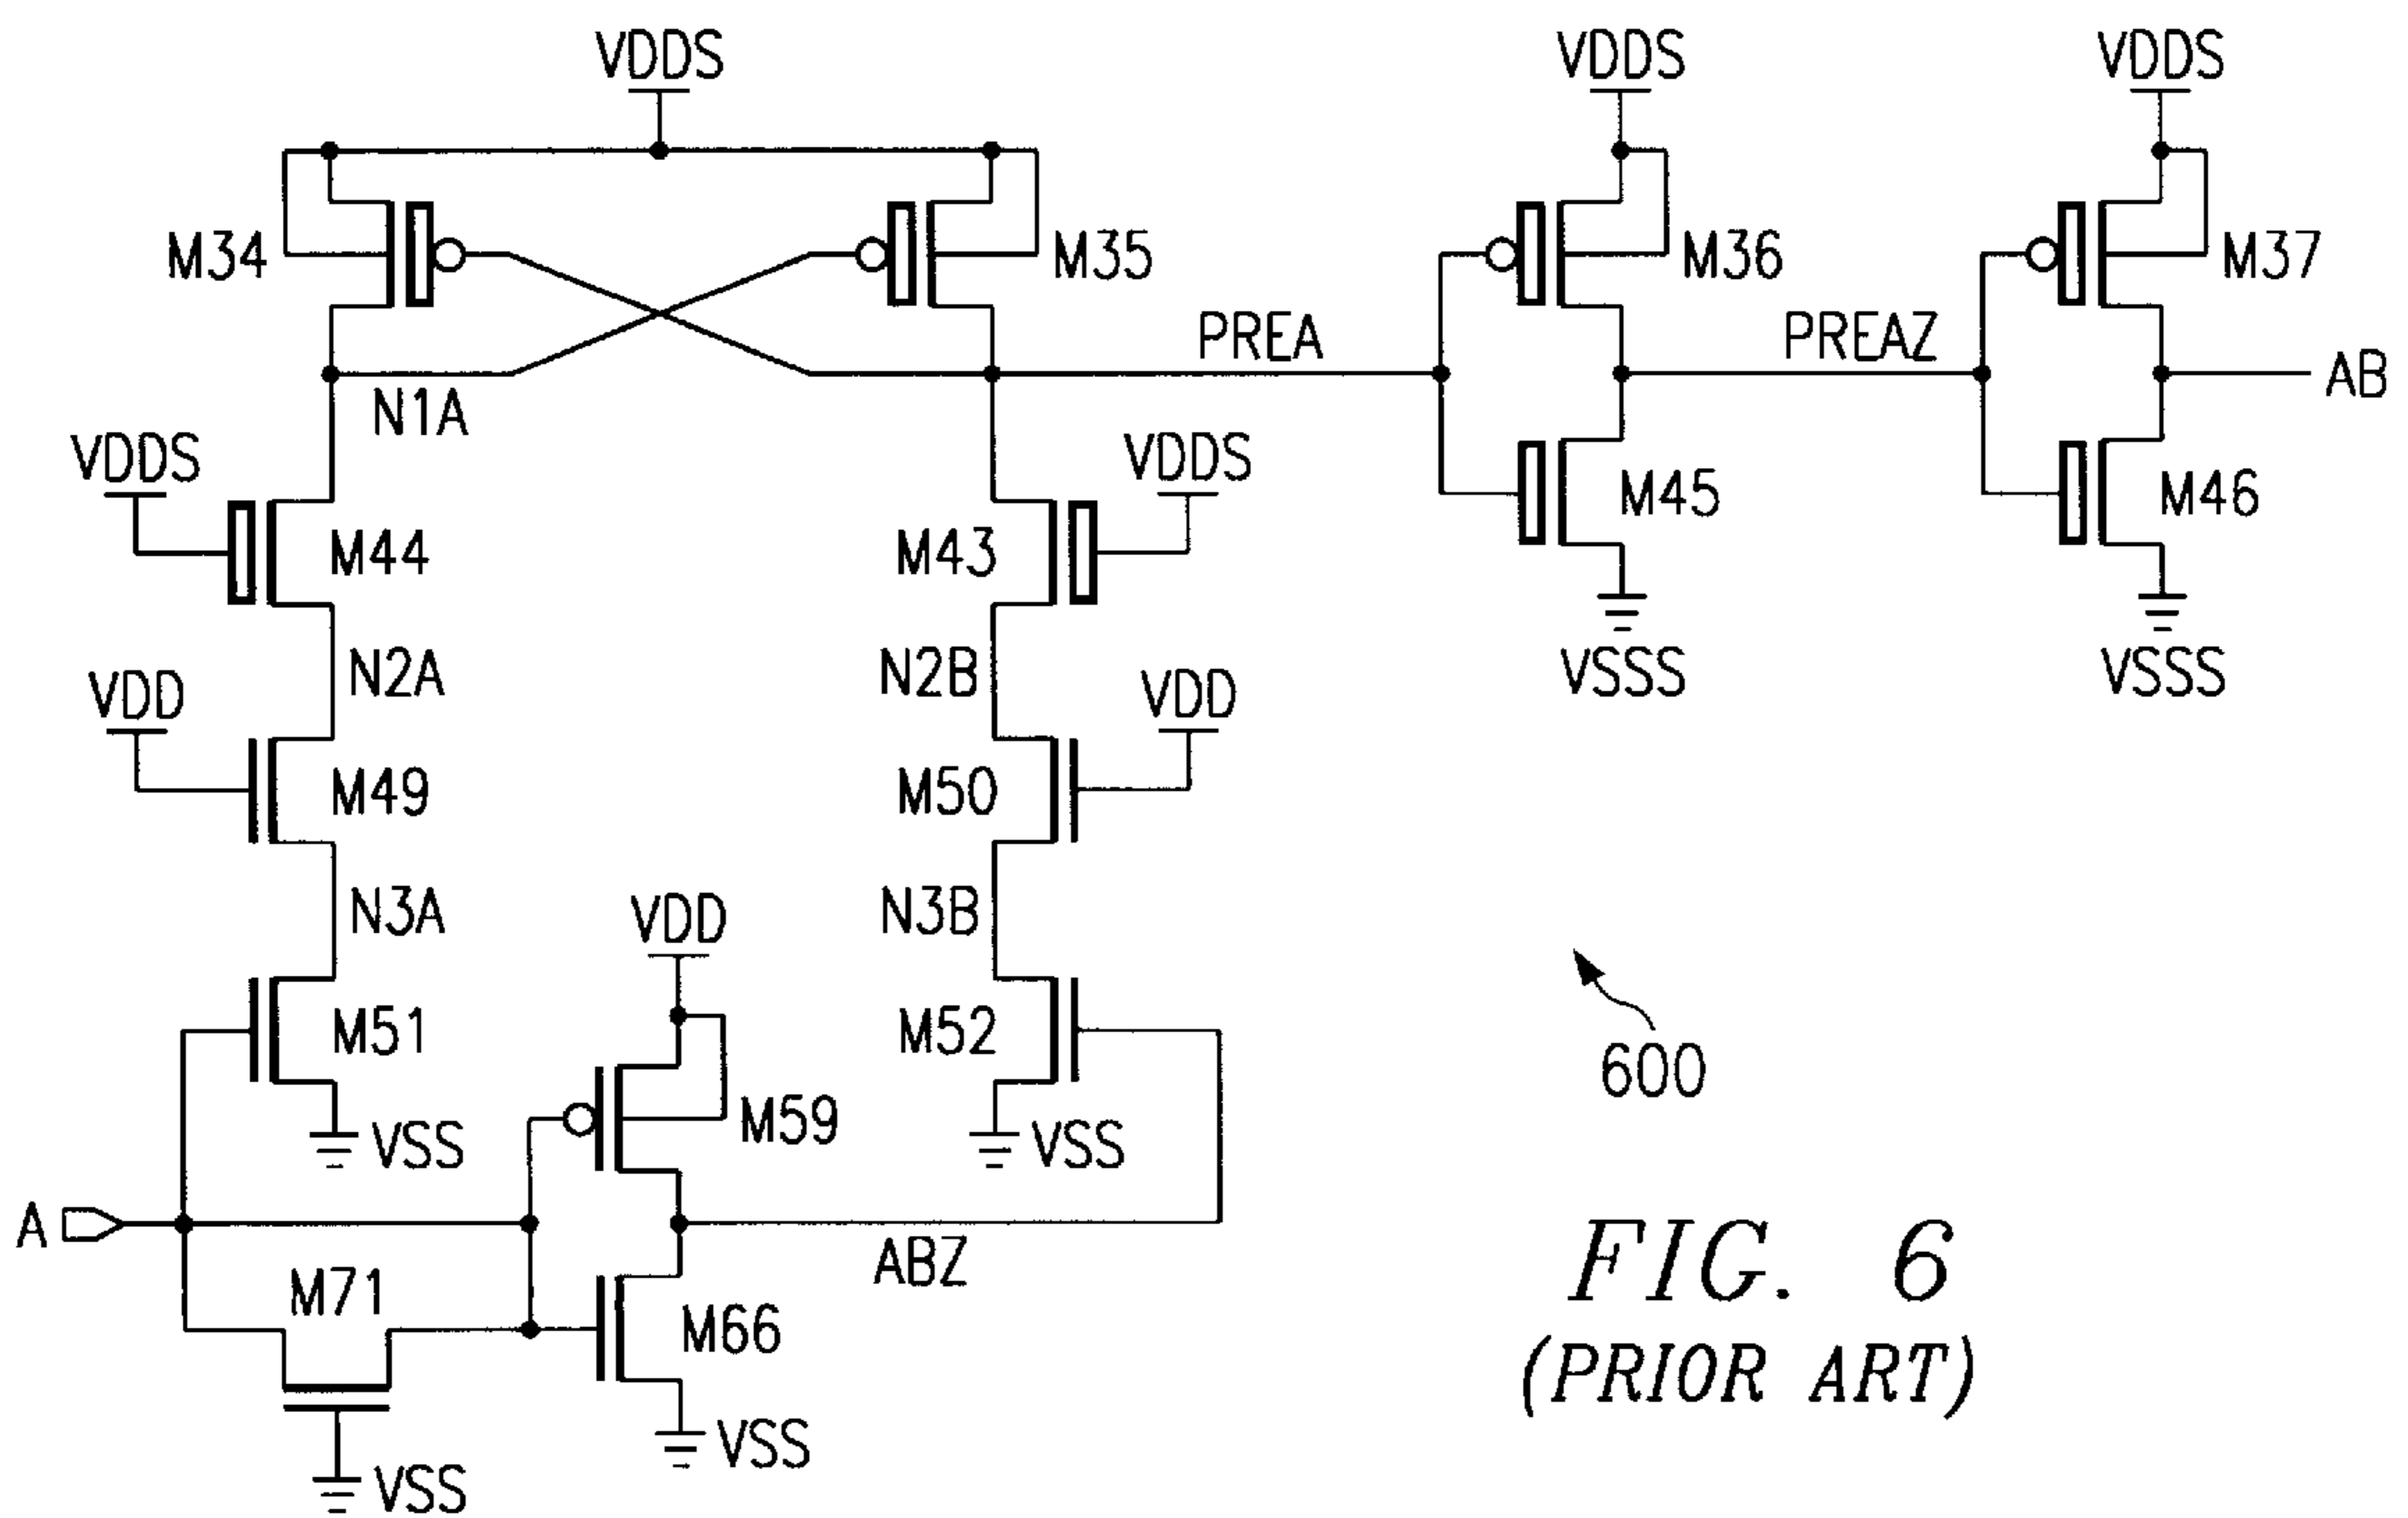 VDDS VDDS VDDS
M34 M35 M36 M37
PREA PREAZ AB
N1A
VDDS VDDS
M44 M43 M45 M46
N2A N2B VSSS VSSS
VDD VDD
M49 M50
N3A N3B VDD
M51 M52
600
M59
VSS VSS
A
ABZ
M71 M66
VSS
VSS
FIG. 6
(PRIOR ART)